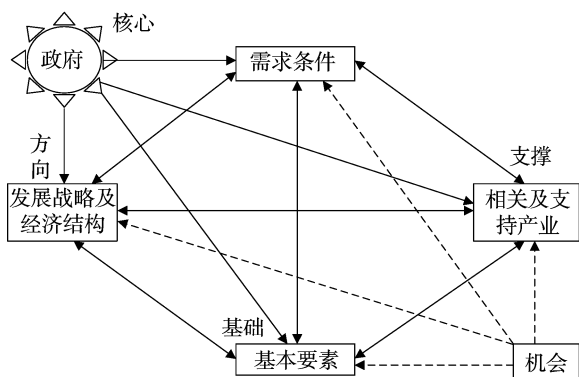 核心
政府
需求条件
方
向
支撑
发展战略及
经济结构
相关及支
持产业
基础
基本要素
机会